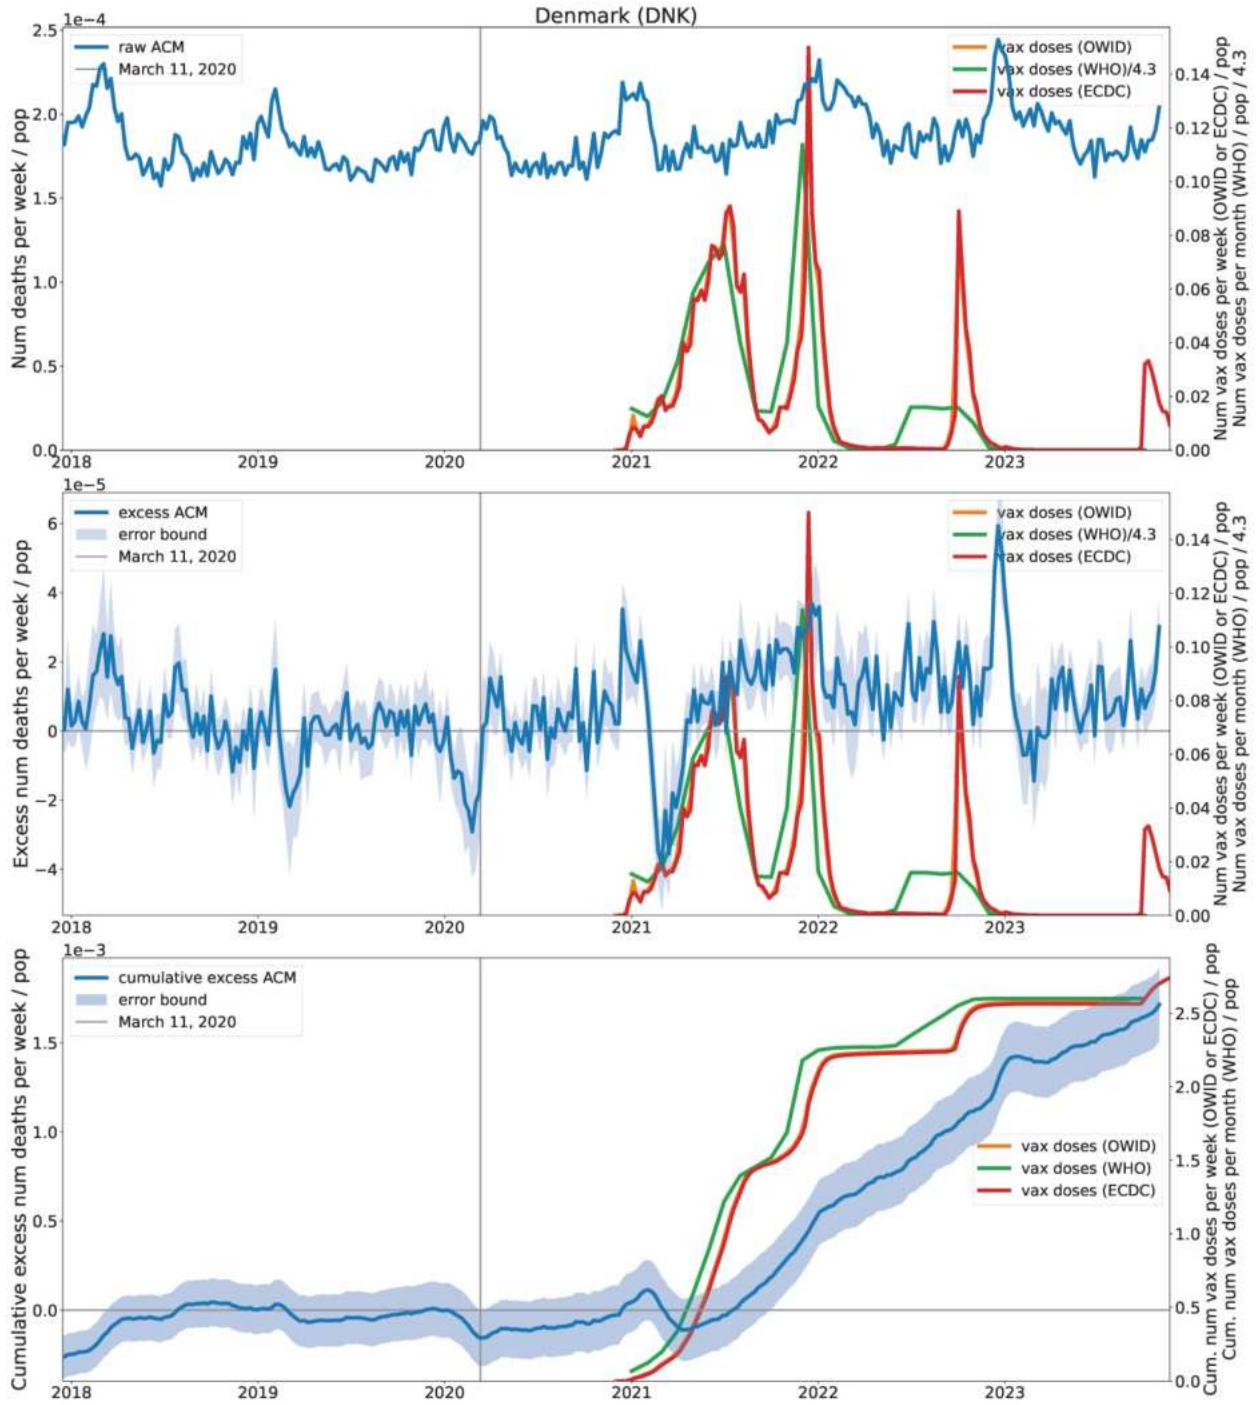 Denmark (DNK)
1e−4
raw ACM
March 11, 2020
vax doses (OWID)
vax doses (WHO)/4.3
vax doses (ECDC)
Num deaths per week / pop
2.5
2.0
1.5
1.0
0.5
0.0
0.14
0.12
0.10
0.08
0.06
0.04
0.02
0.00
Num vax doses per week (OWID or ECDC) / pop
Num vax doses per month (WHO) / pop / 4.3
2018 2019 2020 2021 2022 2023
1e−5
excess ACM
error bound
March 11, 2020
vax doses (OWID)
vax doses (WHO)/4.3
vax doses (ECDC)
Excess num deaths per week / pop
6
4
2
0
−2
−4
0.14
0.12
0.10
0.08
0.06
0.04
0.02
0.00
Num vax doses per week (OWID or ECDC) / pop
Num vax doses per month (WHO) / pop / 4.3
2018 2019 2020 2021 2022 2023
1e−3
cumulative excess ACM
error bound
March 11, 2020
vax doses (OWID)
vax doses (WHO)
vax doses (ECDC)
Cumulative excess num deaths per week / pop
1.5
1.0
0.5
0.0
2.5
2.0
1.5
1.0
0.5
0.0
Cum. num vax doses per week (OWID or ECDC) / pop
Cum. num vax doses per month (WHO) / pop
2018 2019 2020 2021 2022 2023